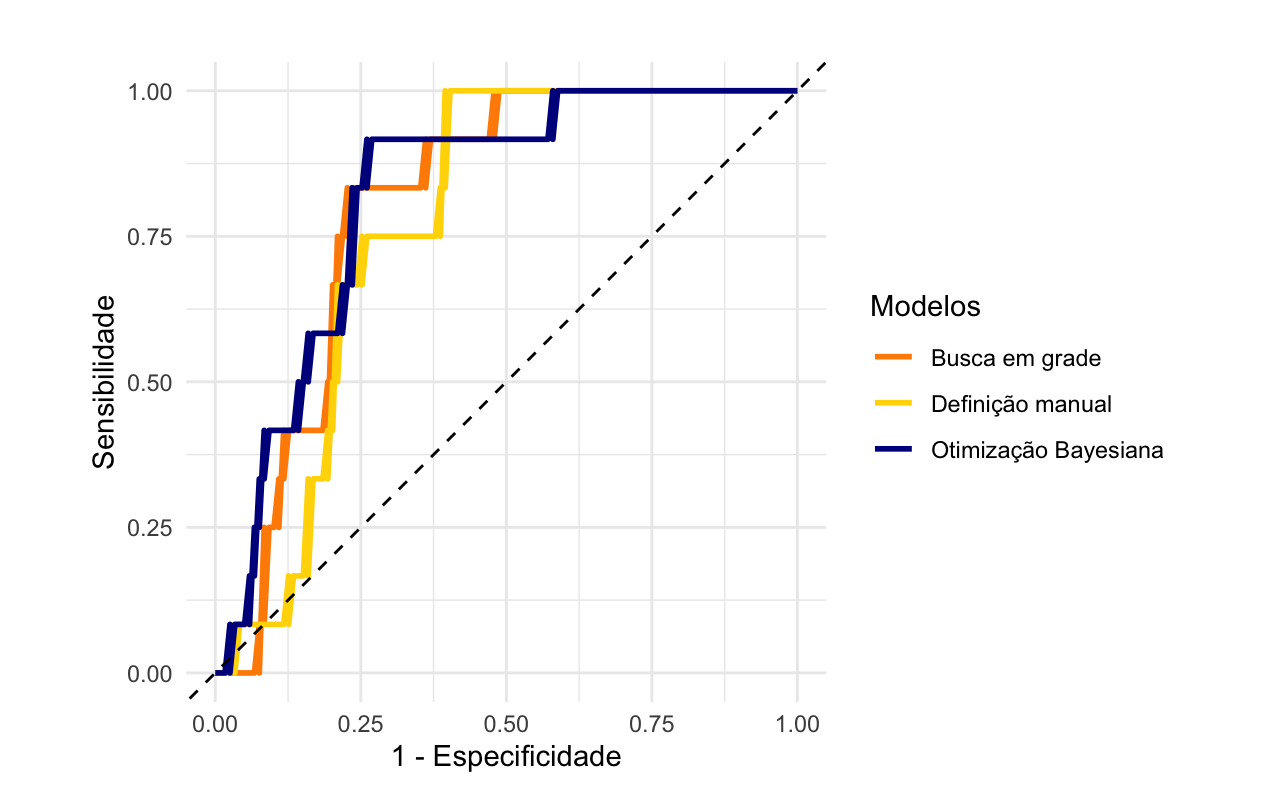 1.00
0.75
0.50
0.25
0.00
Sensibilidade
0.00 0.25 0.50 0.75 1.00
1 - Especificidade
Modelos
Busca em grade
Definição manual
Otimização Bayesiana